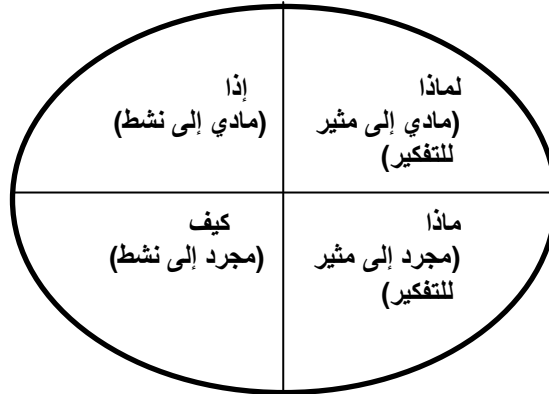 لماذا
(مادي إلى مثير
للتفكير)
إذا
(مادي إلى نشط)
ماذا
(مجرد إلى مثير
للتفكير)
كيف
(مجرد إلى نشط)